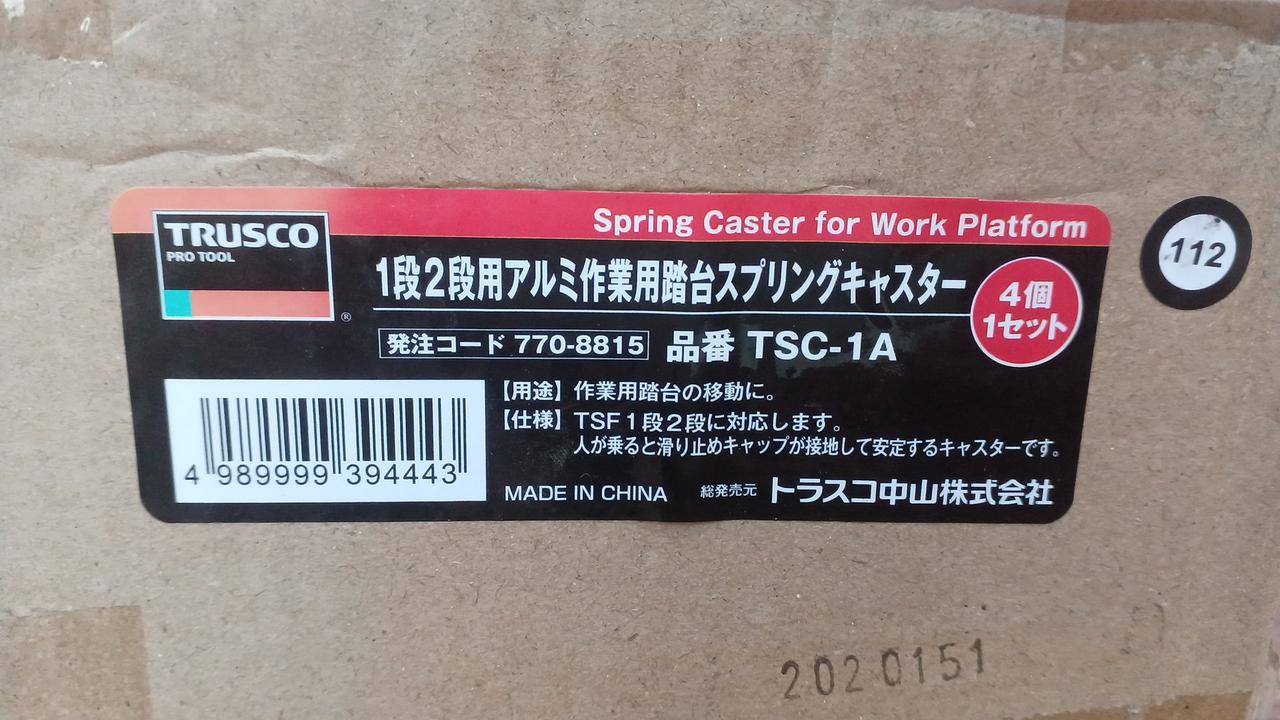 Spring Caster for Work Platform
TRUSCO
PRO TOOL
®
1段2段用アルミ作業用踏台スプリングキャスター
4個
1セット
112
発注コード 770-8815 品番 TSC-1A
【用途】作業用踏台の移動に。
【仕様】TSF1段2段に対応します。
人が乗ると滑り止めキャップが接地して安定するキャスターです。
4 989999 394443
MADE IN CHINA 総発売元 トラスコ中山株式会社
2020151